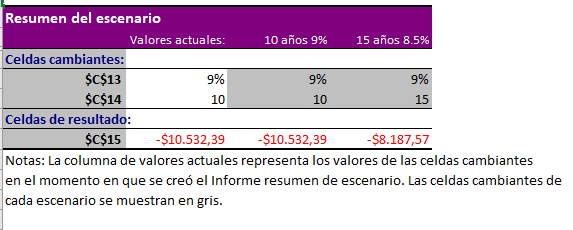 Resumen del escenario
Valores actuales: 10 años 9% 15 años 8.5%
Celdas cambiantes:
$C$13 9% 9% 9%
$C$14 10 10 15
Celdas de resultado:
$C$15 -$10.532,39 -$10.532,39 -$8.187,57
Notas: La columna de valores actuales representa los valores de las celdas cambiantes
en el momento en que se creó el Informe resumen de escenario. Las celdas cambiantes de
cada escenario se muestran en gris.